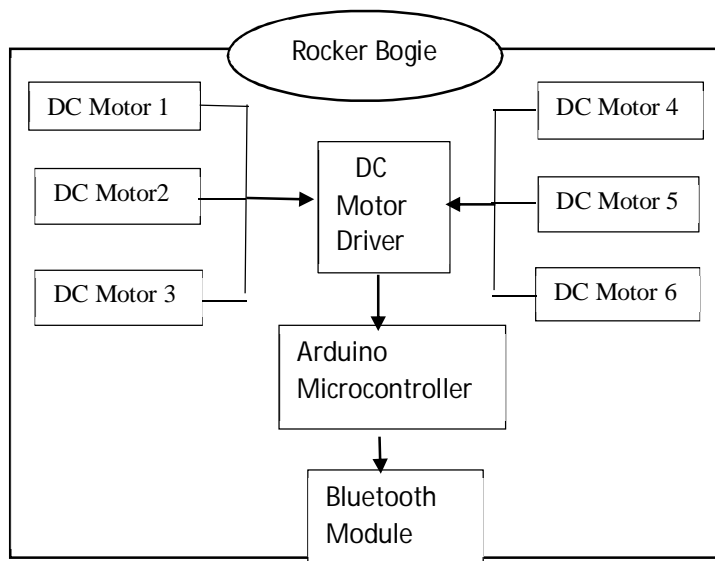 Rocker Bogie
DC Motor 1
DC Motor2
DC Motor 3
DC
Motor
Driver
DC Motor 4
DC Motor 5
DC Motor 6
Arduino
Microcontroller
Bluetooth
Module